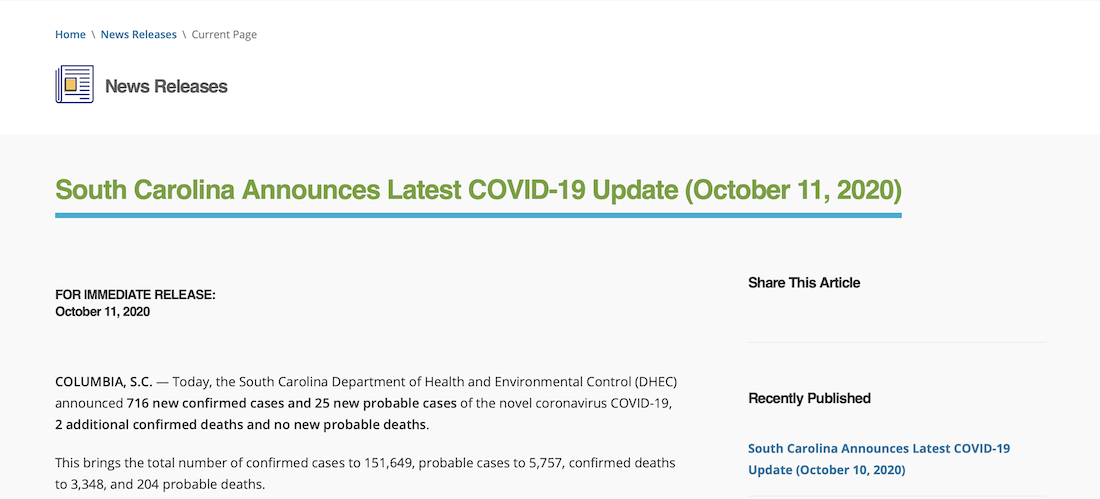 Home \ News Releases \ Current Page
News Releases
South Carolina Announces Latest COVID-19 Update (October 11, 2020)
FOR IMMEDIATE RELEASE:
October 11, 2020
COLUMBIA, S.C. — Today, the South Carolina Department of Health and Environmental Control (DHEC)
announced 716 new confirmed cases and 25 new probable cases of the novel coronavirus COVID-19,
2 additional confirmed deaths and no new probable deaths.
This brings the total number of confirmed cases to 151,649, probable cases to 5,757, confirmed deaths
to 3,348, and 204 probable deaths.
Share This Article
Recently Published
South Carolina Announces Latest COVID-19
Update (October 10, 2020)